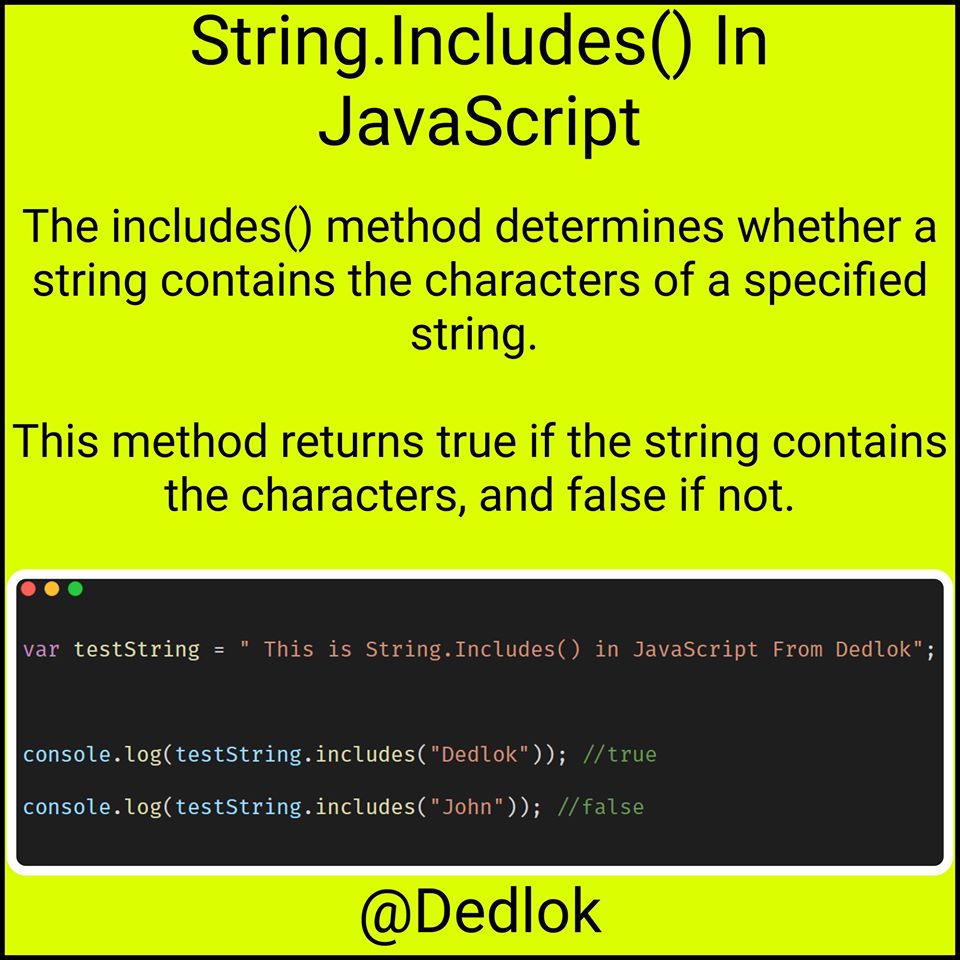 String.Includes() In
JavaScript
The includes() method determines whether a
string contains the characters of a specified
string.
This method returns true if the string contains
the characters, and false if not.
var testString = " This is String.Includes() in JavaScript From Dedlok";
console.log(testString.includes("Dedlok")); //true
console.log(testString.includes("John")); //false
@Dedlok